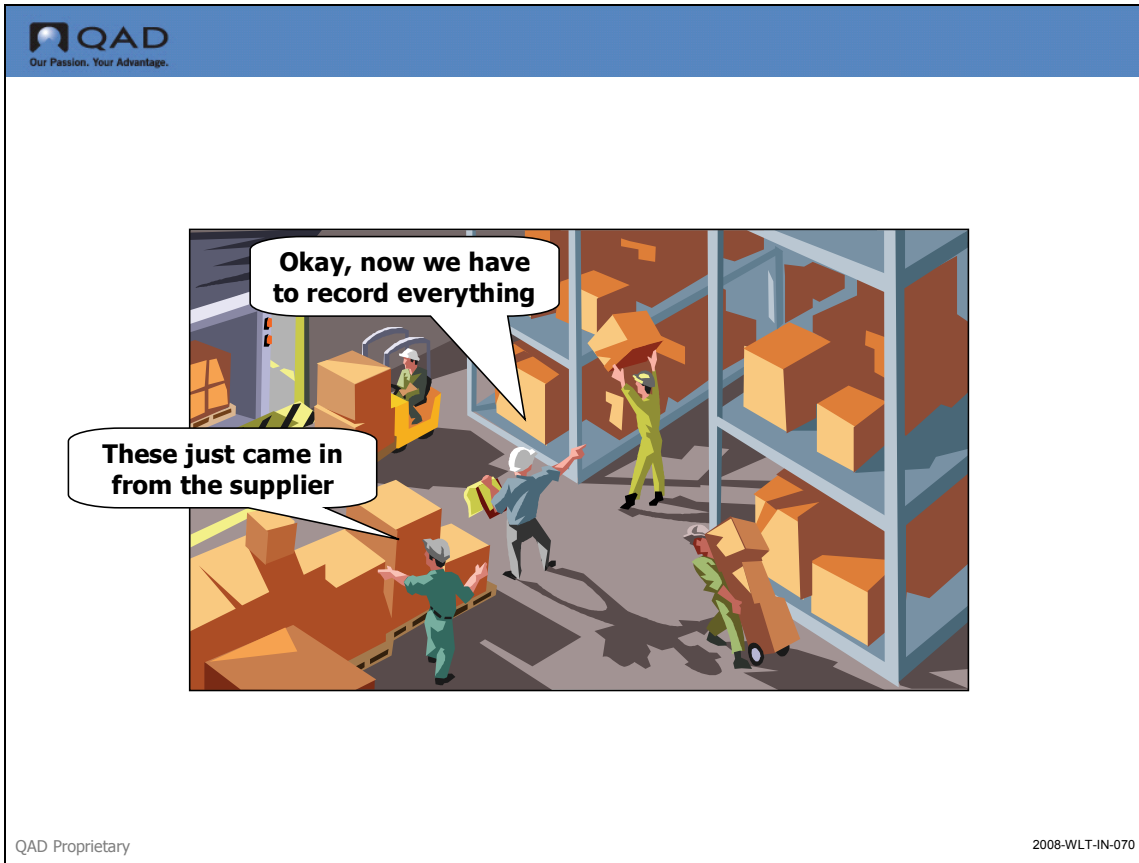 QAD
Our Passion. Your Advantage.
Okay, now we have
to record everything
These just came in
from the supplier
QAD Proprietary
2008-WLT-IN-070